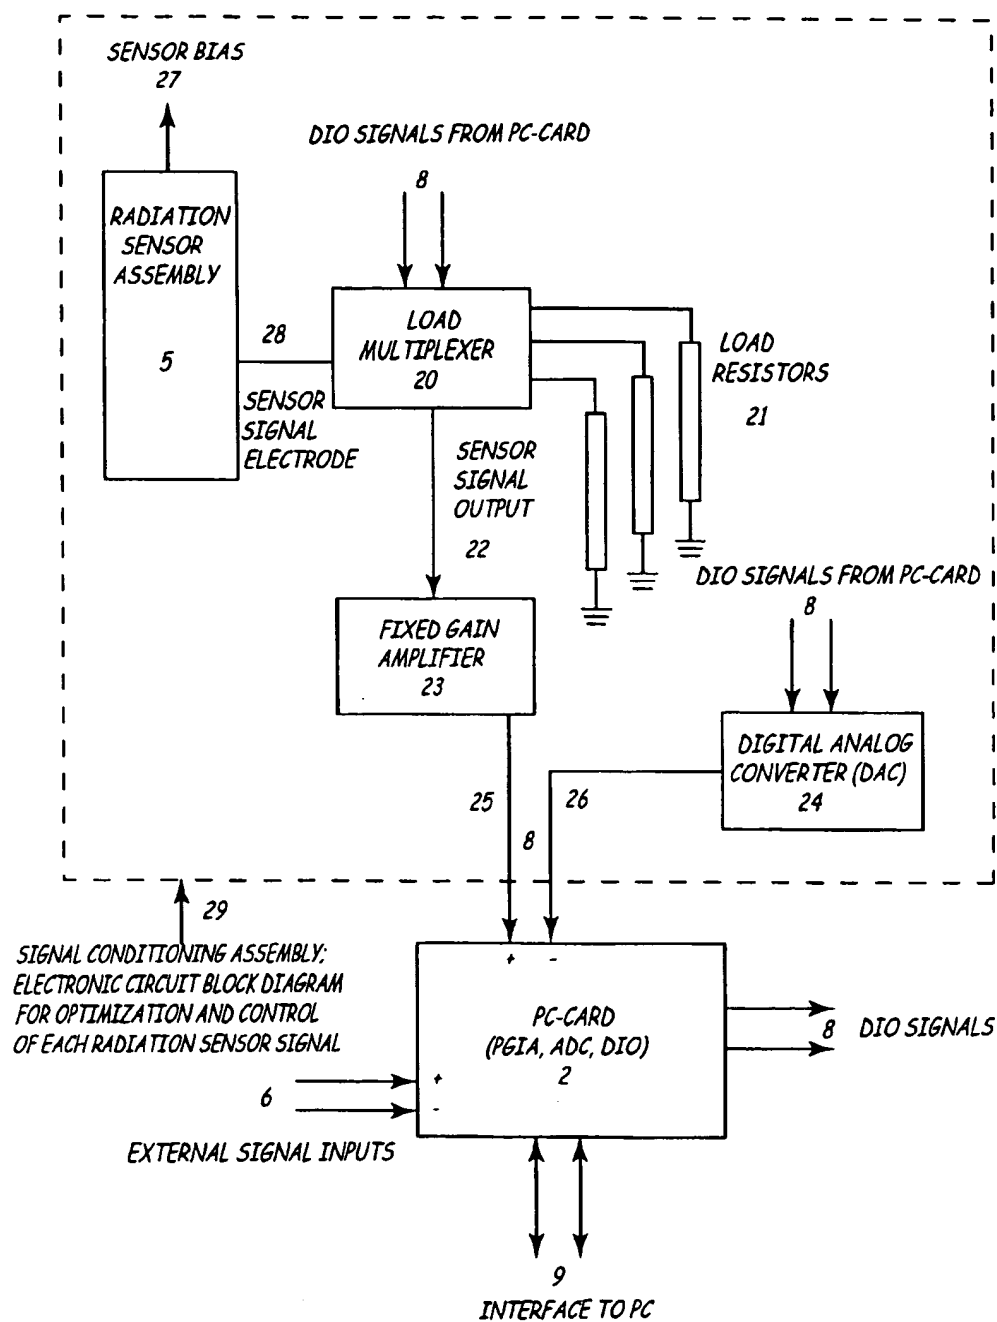 SENSOR BIAS
27
DIO SIGNALS FROM PC-CARD
8
RADIATION
SENSOR
ASSEMBLY
5
28
SENSOR
SIGNAL
ELECTRODE
LOAD
MULTIPLEXER
20
LOAD
RESISTORS
21
SENSOR
SIGNAL
OUTPUT
22
DIO SIGNALS FROM PC-CARD
8
FIXED GAIN
AMPLIFIER
23
DIGITAL ANALOG
CONVERTER (DAC)
24
25
26
8
29
SIGNAL CONDITIONING ASSEMBLY;
ELECTRONIC CIRCUIT BLOCK DIAGRAM
FOR OPTIMIZATION AND CONTROL
OF EACH RADIATION SENSOR SIGNAL
+ -
PC-CARD
(PGIA, ADC, DIO)
2
8 DIO SIGNALS
+
-
6
EXTERNAL SIGNAL INPUTS
9
INTERFACE TO PC